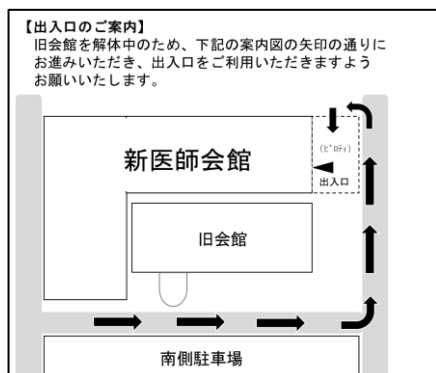 【出入口のご案内】
旧会館を解体中のため、下記の案内図の矢印の通りに
お進みいただき、出入口をご利用いただきますよう
お願いいたします。
新医師会館
(ﾋﾟﾛﾃｨ)
出入口
旧会館
南側駐車場